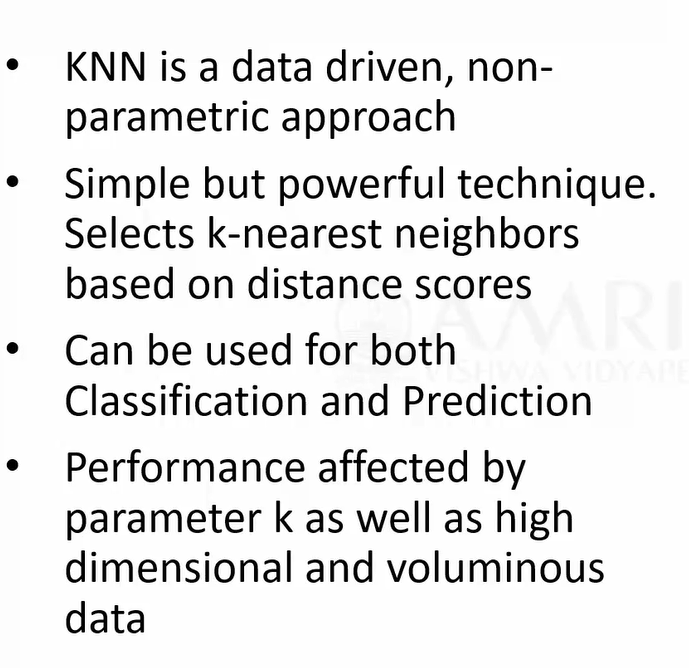 • KNN is a data driven, non-
parametric approach
• Simple but powerful technique.
Selects k-nearest neighbors
based on distance scores
• Can be used for both
Classification and Prediction
• Performance affected by
parameter k as well as high
dimensional and voluminous
data
AMRI
VISHWA VIDYAPE